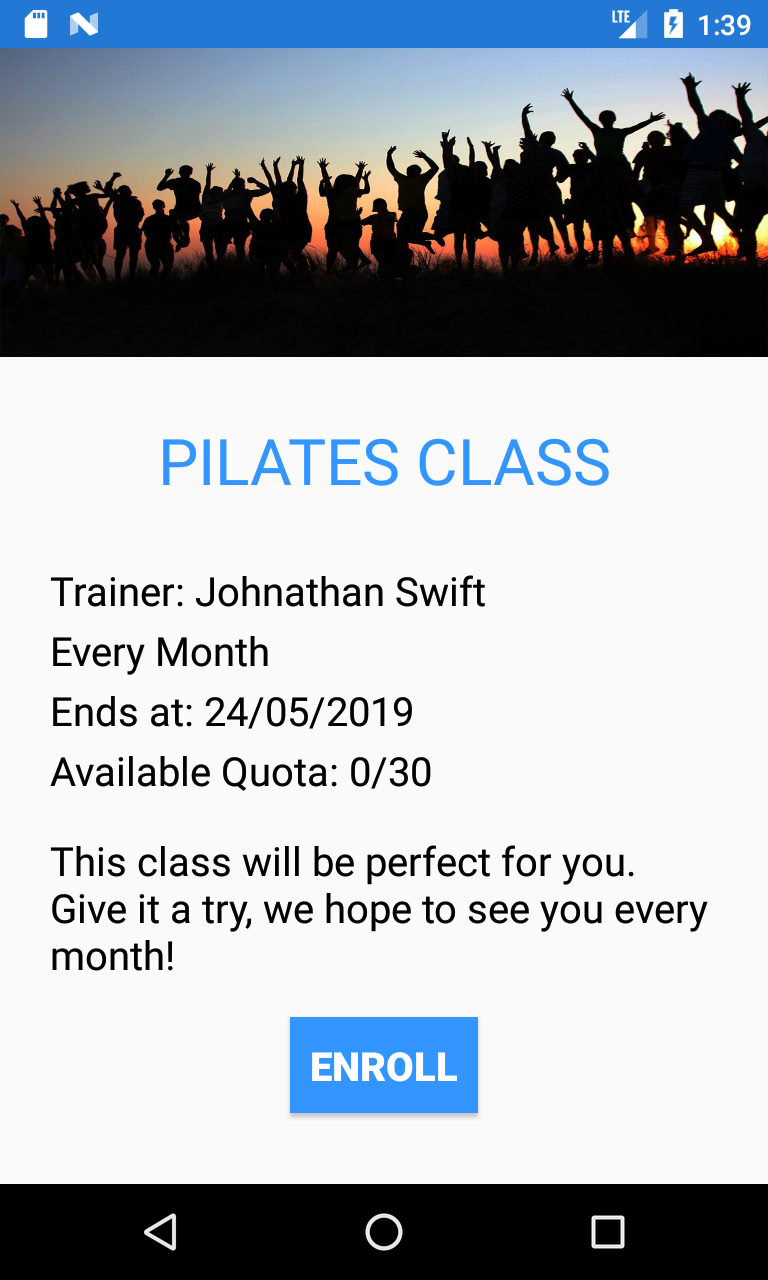 LTE 1:39
PILATES CLASS
Trainer: Johnathan Swift
Every Month
Ends at: 24/05/2019
Available Quota: 0/30
This class will be perfect for you.
Give it a try, we hope to see you every
month!
ENROLL